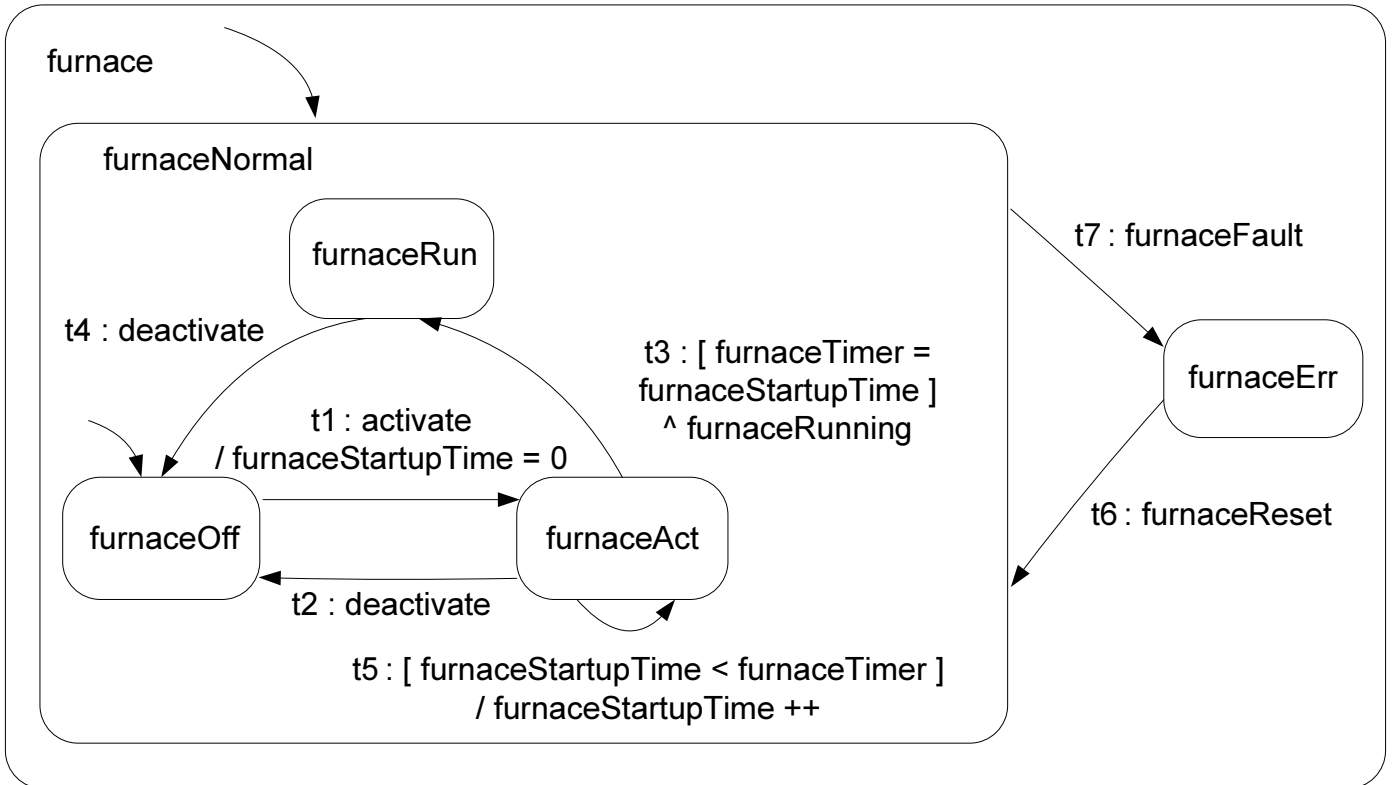 furnace
furnaceNormal
furnaceRun
t7 : furnaceFault
t4 : deactivate
t3 : [ furnaceTimer =
furnaceStartupTime ]
^ furnaceRunning
furnaceErr
t1 : activate
/ furnaceStartupTime = 0
t6 : furnaceReset
furnaceOff
furnaceAct
t2 : deactivate
t5 : [ furnaceStartupTime < furnaceTimer ]
/ furnaceStartupTime ++